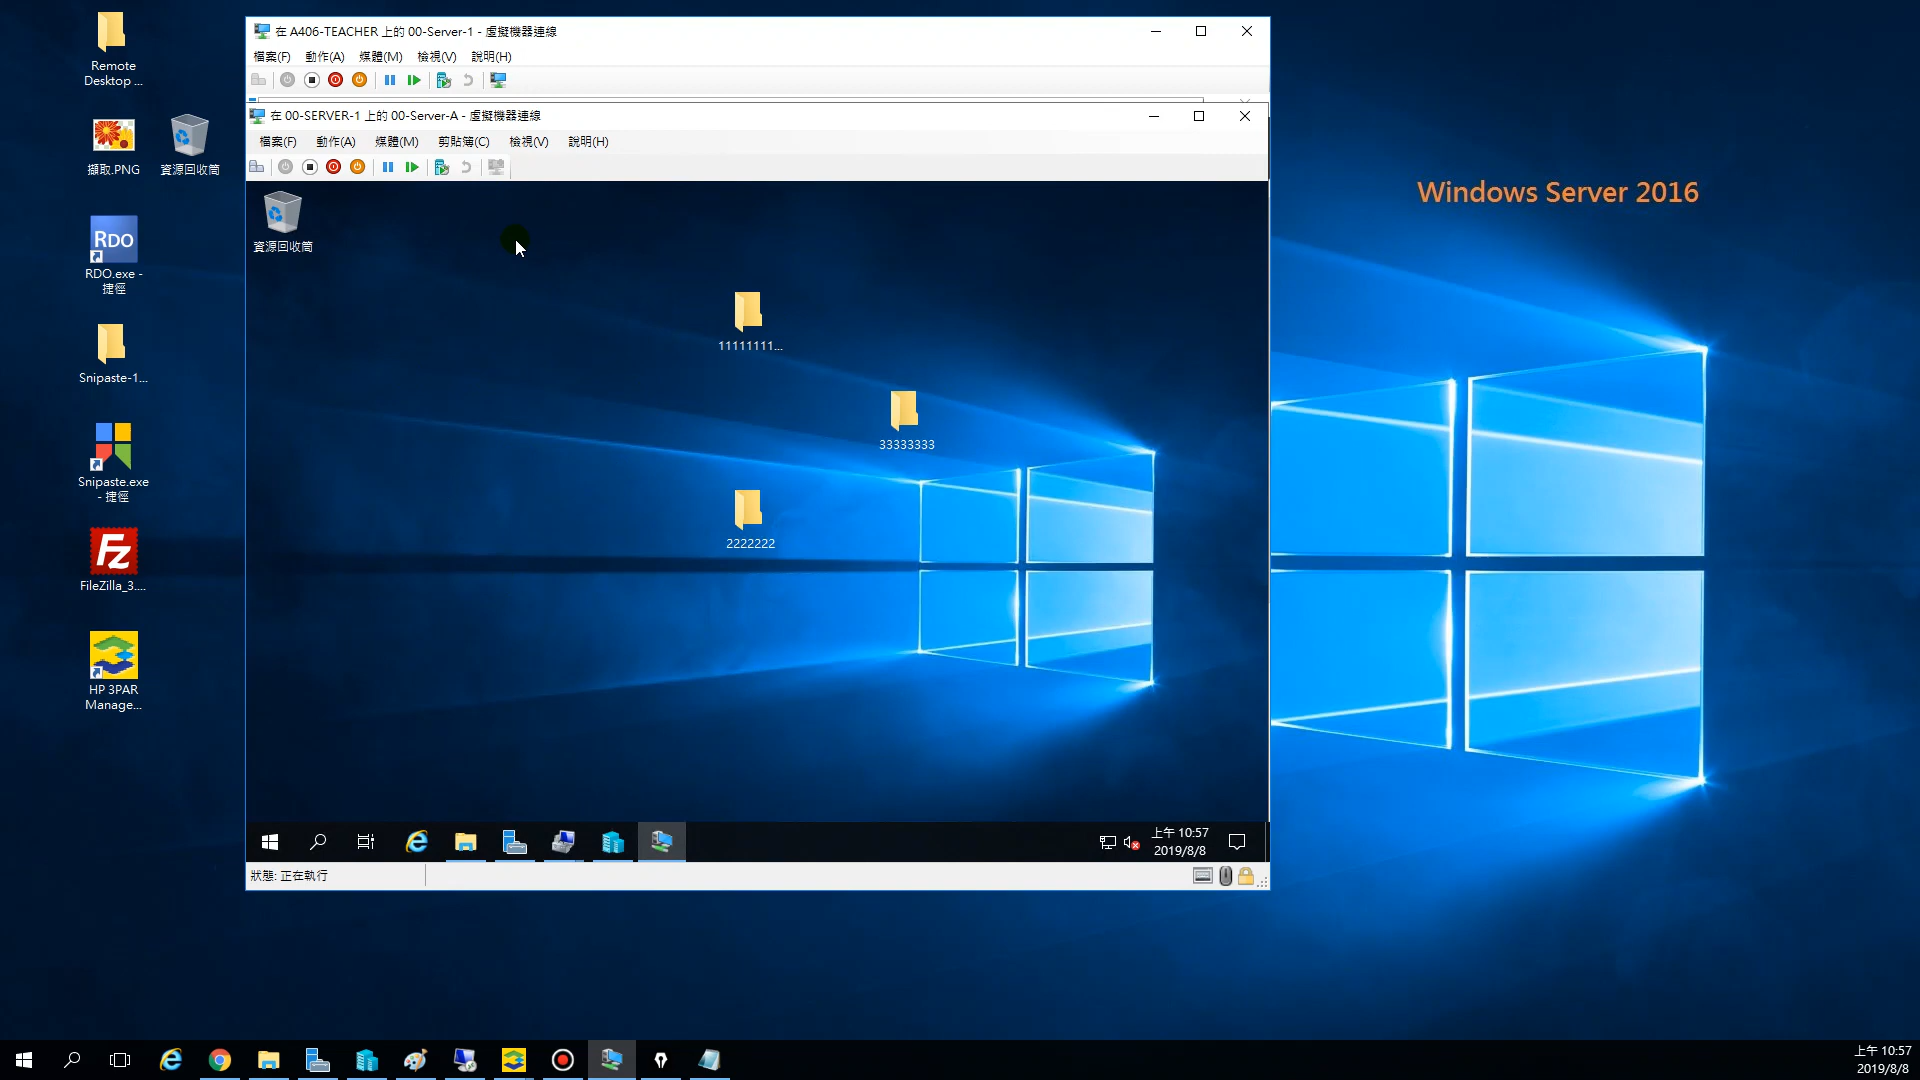 Remote
Desktop ...
擷取.PNG
資源回收筒
RDO
RDO.exe -
捷徑
Snipaste-1...
Snipaste.exe
- 捷徑
Fz
FileZilla_3....
HP 3PAR
Manage...
在 A406-TEACHER 上的 00-Server-1 - 虛擬機器連線
檔案(F) 動作(A) 媒體(M) 檢視(V) 說明(H)
在 00-SERVER-1 上的 00-Server-A - 虛擬機器連線
檔案(F) 動作(A) 媒體(M) 剪貼簿(C) 檢視(V) 說明(H)
資源回收筒
11111111...
33333333
2222222
上午 10:57
2019/8/8
狀態: 正在執行
Windows Server 2016
上午 10:57
2019/8/8